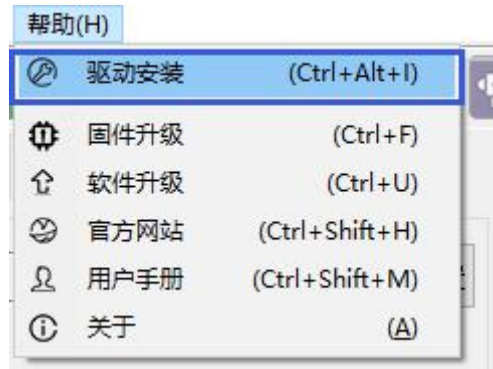 帮助(H)
驱动安装 (Ctrl+Alt+I)
固件升级 (Ctrl+F)
软件升级 (Ctrl+U)
官方网站 (Ctrl+Shift+H)
用户手册 (Ctrl+Shift+M)
关于 (A)